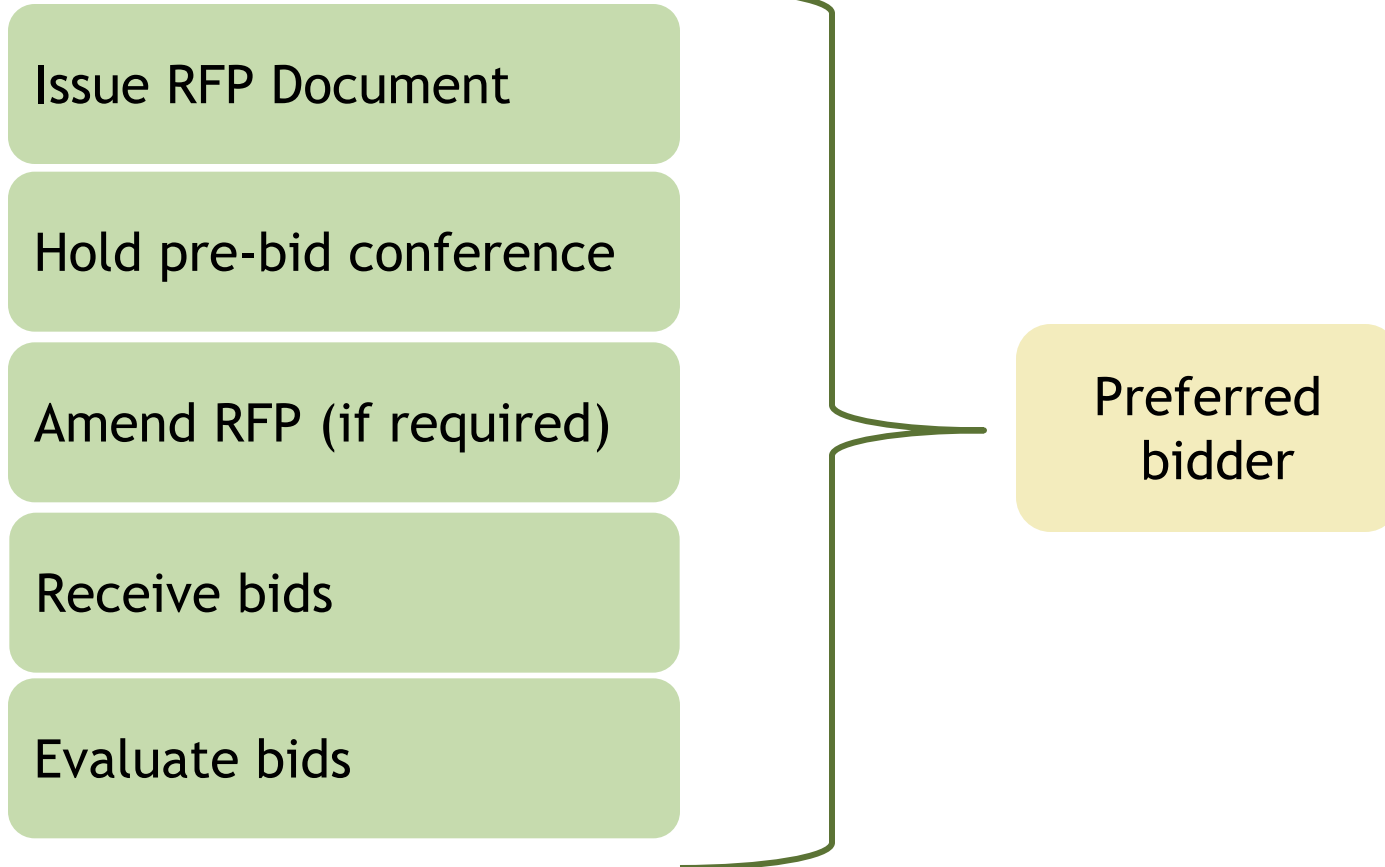 Issue RFP Document
Hold pre-bid conference
Amend RFP (if required)
Receive bids
Evaluate bids
Preferred
bidder